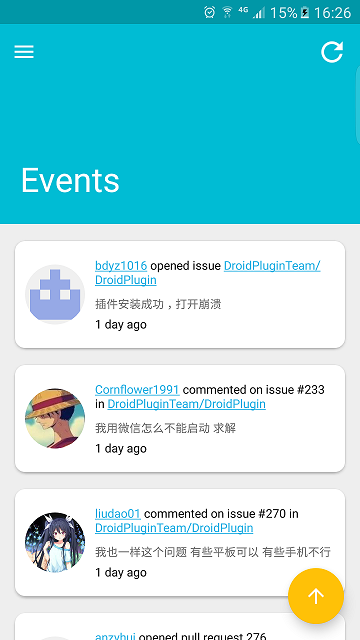 4G 15% 16:26
Events
bdyz1016 opened issue DroidPluginTeam/
DroidPlugin
插件安装成功，打开崩溃
1 day ago
Cornflower1991 commented on issue #233
in DroidPluginTeam/DroidPlugin
我用微信怎么不能启动 求解
1 day ago
liudao01 commented on issue #270 in
DroidPluginTeam/DroidPlugin
我也一样这个问题 有些平板可以 有些手机不行
1 day ago
anzyhui opened pull request 276